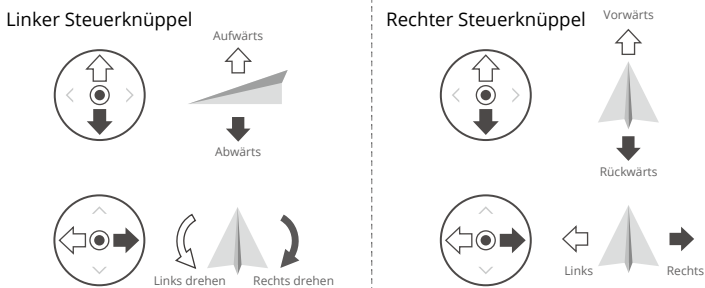 Linker Steuerknüppel
Aufwärts
Abwärts
Links drehen
Rechts drehen
Rechter Steuerknüppel
Vorwärts
Rückwärts
Links
Rechts